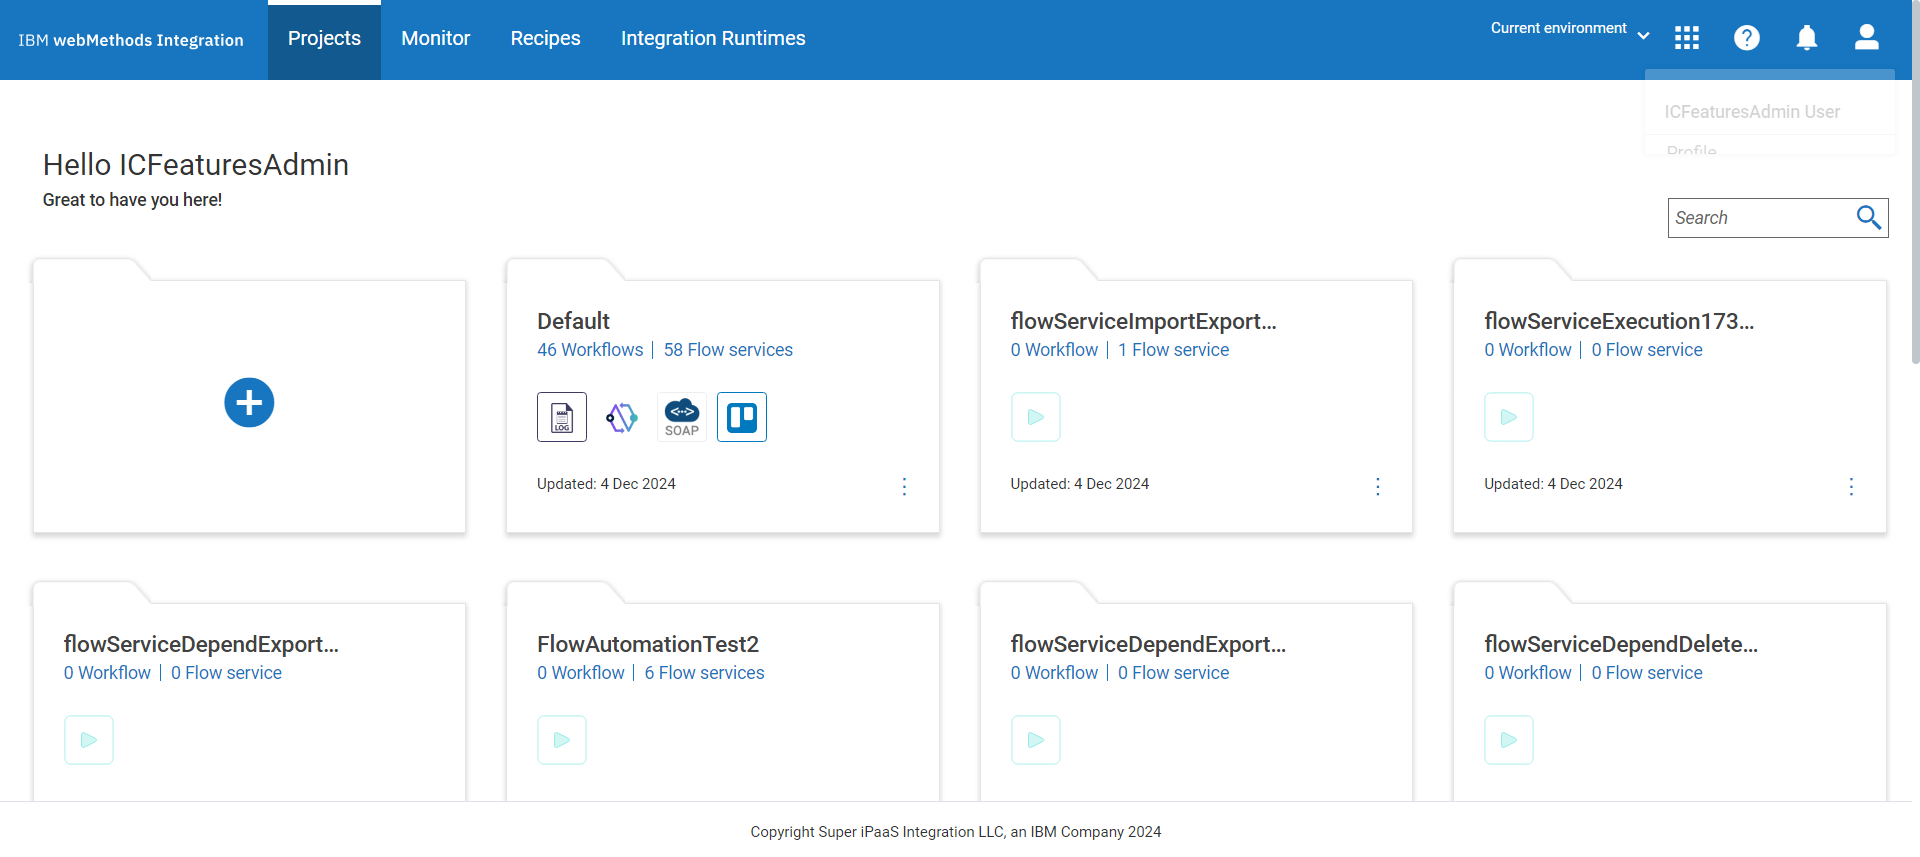 IBM webMethods Integration
Projects
Monitor
Recipes
Integration Runtimes
Current environment
ICFeaturesAdmin User
Profile
Hello ICFeaturesAdmin
Great to have you here!
Search
Default
46 Workflows | 58 Flow services
LOG
SOAP
Updated: 4 Dec 2024
flowServiceImportExport...
0 Workflow | 1 Flow service
Updated: 4 Dec 2024
flowServiceExecution173...
0 Workflow | 0 Flow service
Updated: 4 Dec 2024
flowServiceDependExport...
0 Workflow | 0 Flow service
FlowAutomationTest2
0 Workflow | 6 Flow services
flowServiceDependExport...
0 Workflow | 0 Flow service
flowServiceDependDelete...
0 Workflow | 0 Flow service
Copyright Super iPaaS Integration LLC, an IBM Company 2024